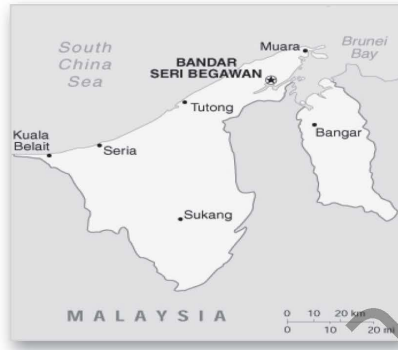 South
China
Sea
Muara
Brunei
Bay
BANDAR
SERI BEGAWAN
Tutong
Bangar
Kuala
Belait
Seria
Sukang
MALAYSIA
0 10 20 km
0 10 20 mi